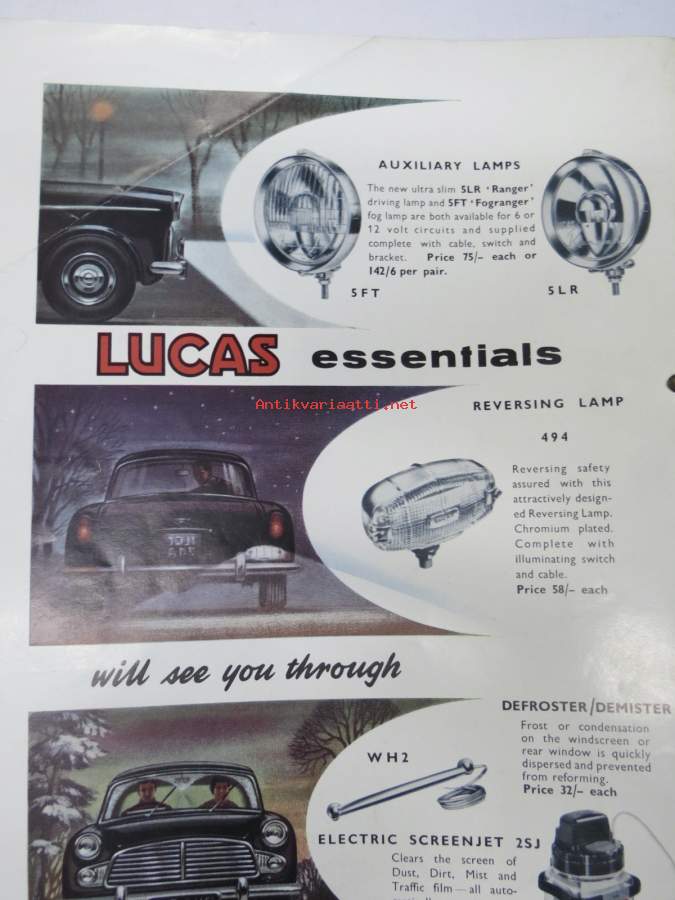 AUXILIARY LAMPS
The new ultra slim 5LR 'Ranger'
driving lamp and 5FT 'Fogranger'
fog lamp are both available for 6 or
12 volt circuits and supplied
complete with cable, switch and
bracket. Price 75/- each or
142/6 per pair.
5FT
5LR
LUCAS essentials
Antikvariaatti.net
REVERSING LAMP
494
Reversing safety
assured with this
attractively design-
ed Reversing Lamp.
Chromium plated.
Complete with
illuminating switch
and cable.
Price 58/- each
will see you through
DEFROSTER/DEMISTER
Frost or condensation
on the windscreen or
rear window is quickly
dispersed and prevented
from reforming.
Price 32/- each
WH2
ELECTRIC SCREENJET 2SJ
Clears the screen of
Dust, Dirt, Mist and
Traffic film — all auto-